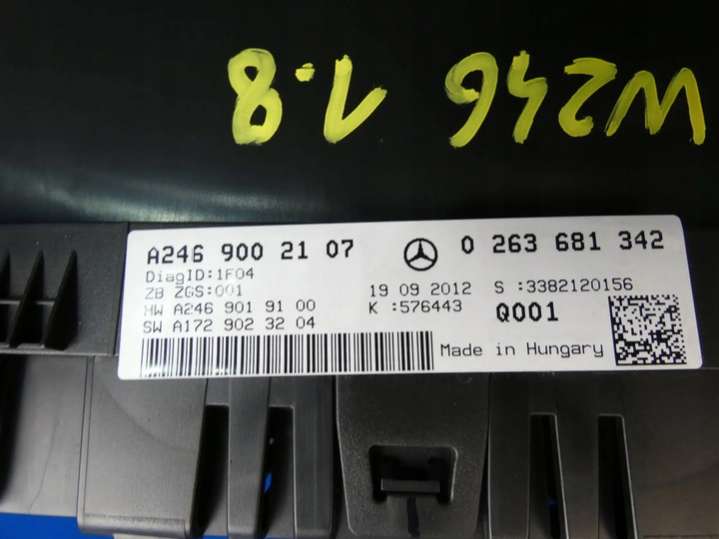 W246 1.8
A246 900 21 07 0 263 681 342
DiagID:1F04
ZB ZGS:001 19 09 2012 S :3382120156
HW A246 901 91 00 K :576443 Q001
SW A172 902 32 04
Made in Hungary